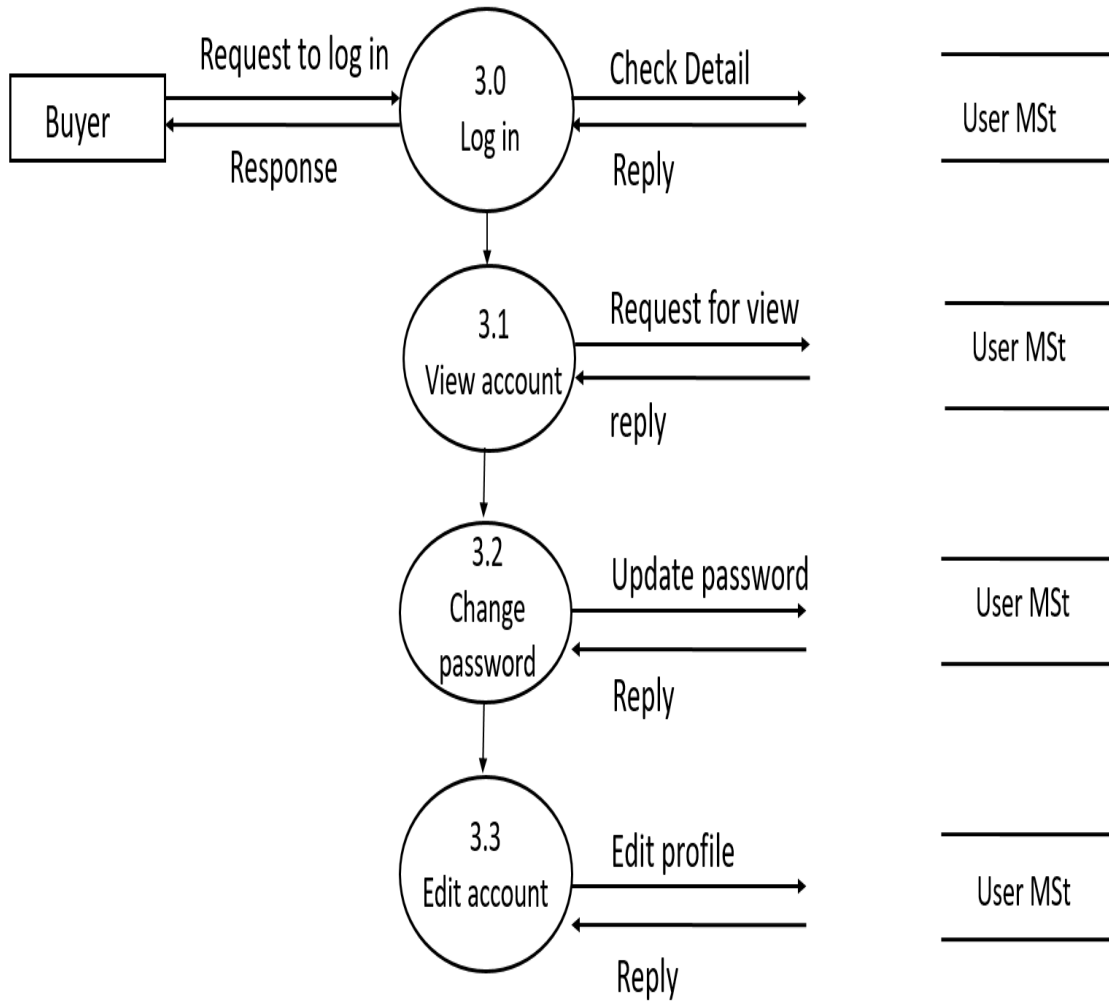 Request to log in
Buyer
Response
3.0
Log in
Check Detail
Reply
User MSt
3.1
View account
Request for view
reply
User MSt
3.2
Change
password
Update password
Reply
User MSt
3.3
Edit account
Edit profile
Reply
User MSt